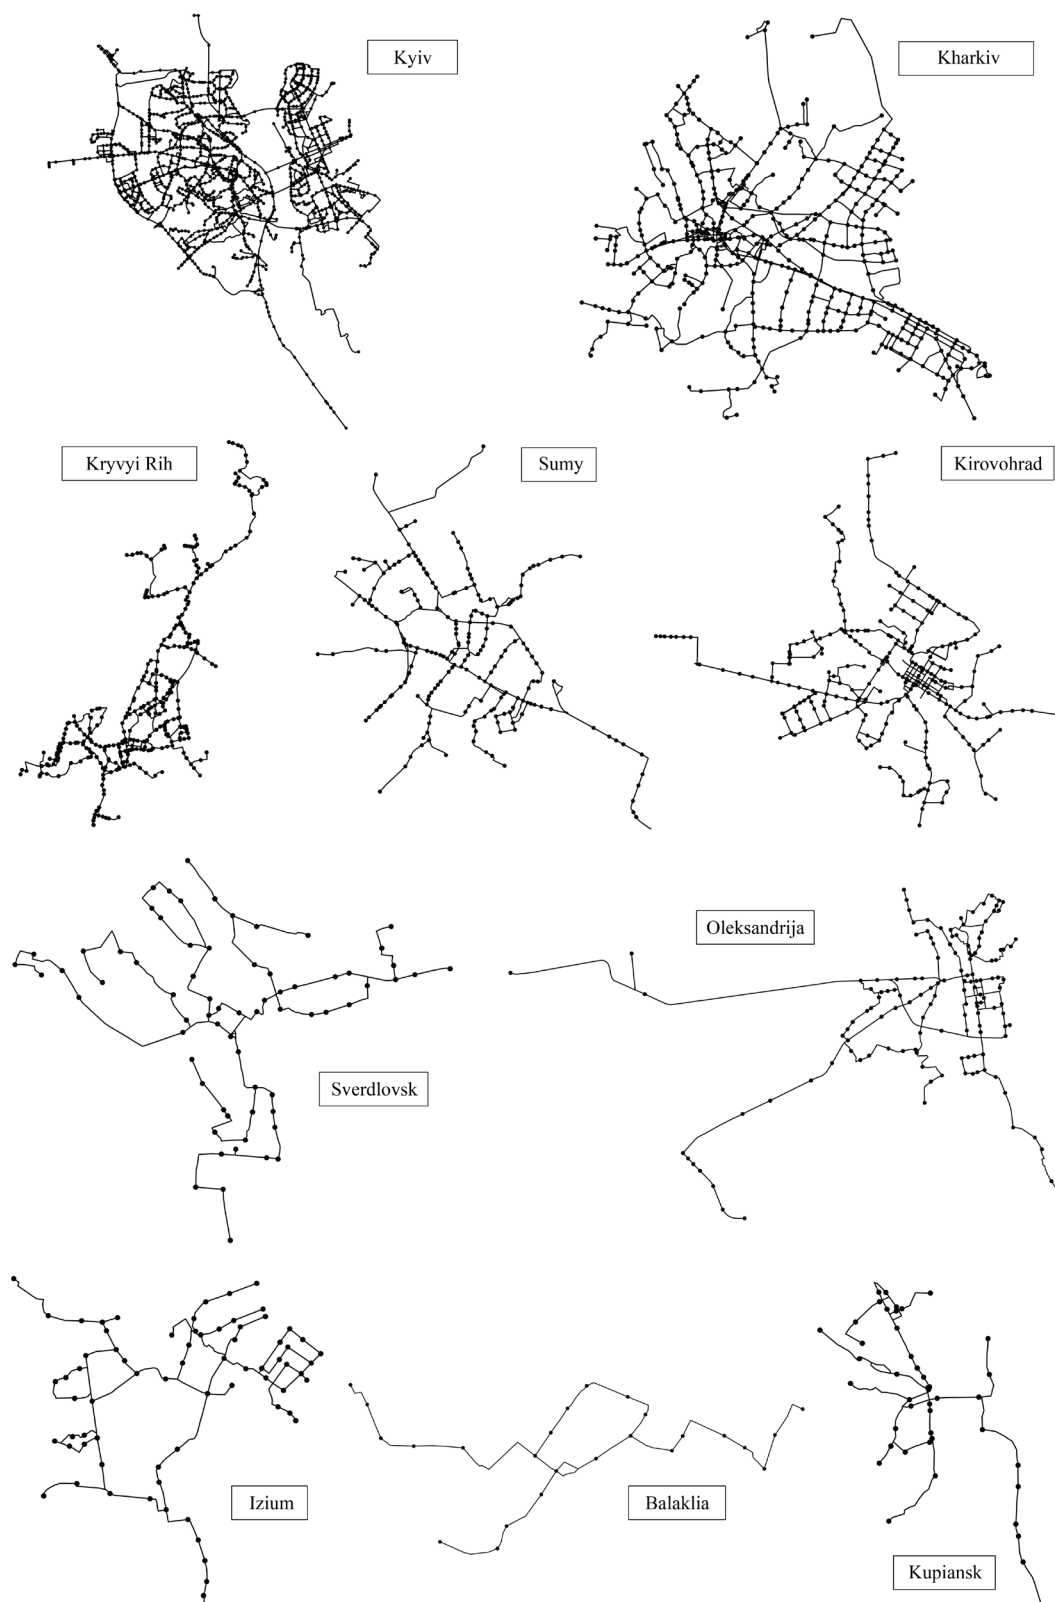 Kyiv
Kharkiv
Kryvyi Rih
Sumy
Kirovohrad
Sverdlovsk
Oleksandrija
Izium
Balaklia
Kupiansk